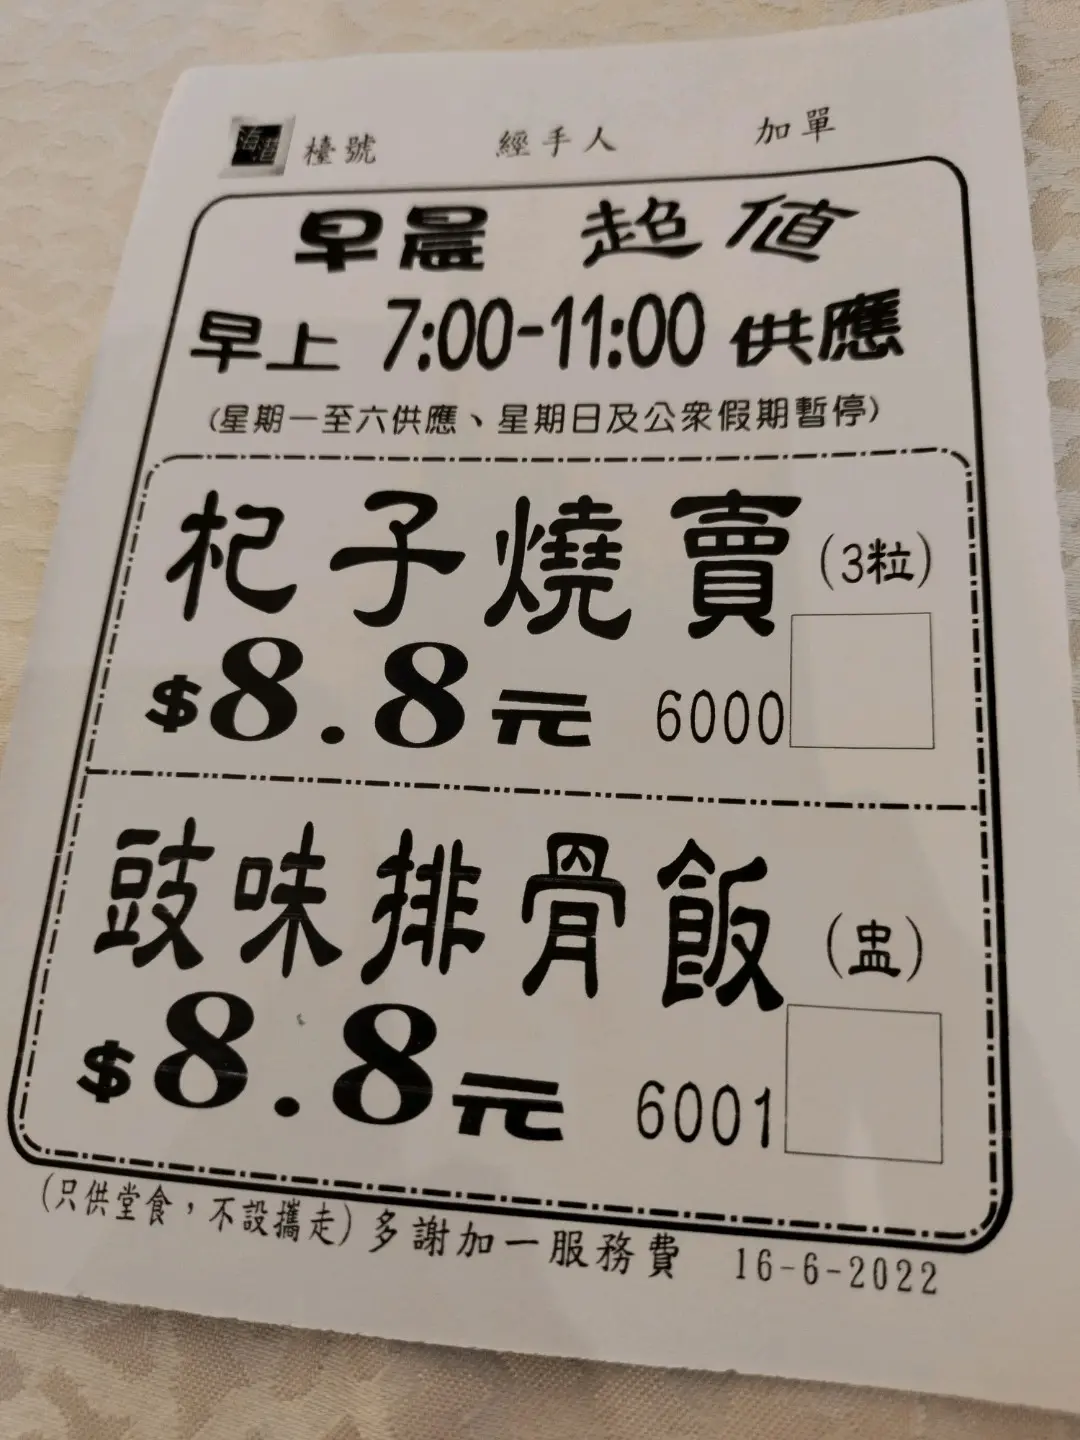 檯號 經手人 加單
早晨 超值
早上 7:00-11:00 供應
(星期一至六供應、星期日及公眾假期暫停)
杞子燒賣 (3粒)
$8.8元 6000
豉味排骨飯 (盅)
$8.8元 6001
(只供堂食，不設攜走) 多謝加一服務費 16-6-2022